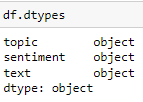 df.dtypes
topic object
sentiment object
text object
dtype: object